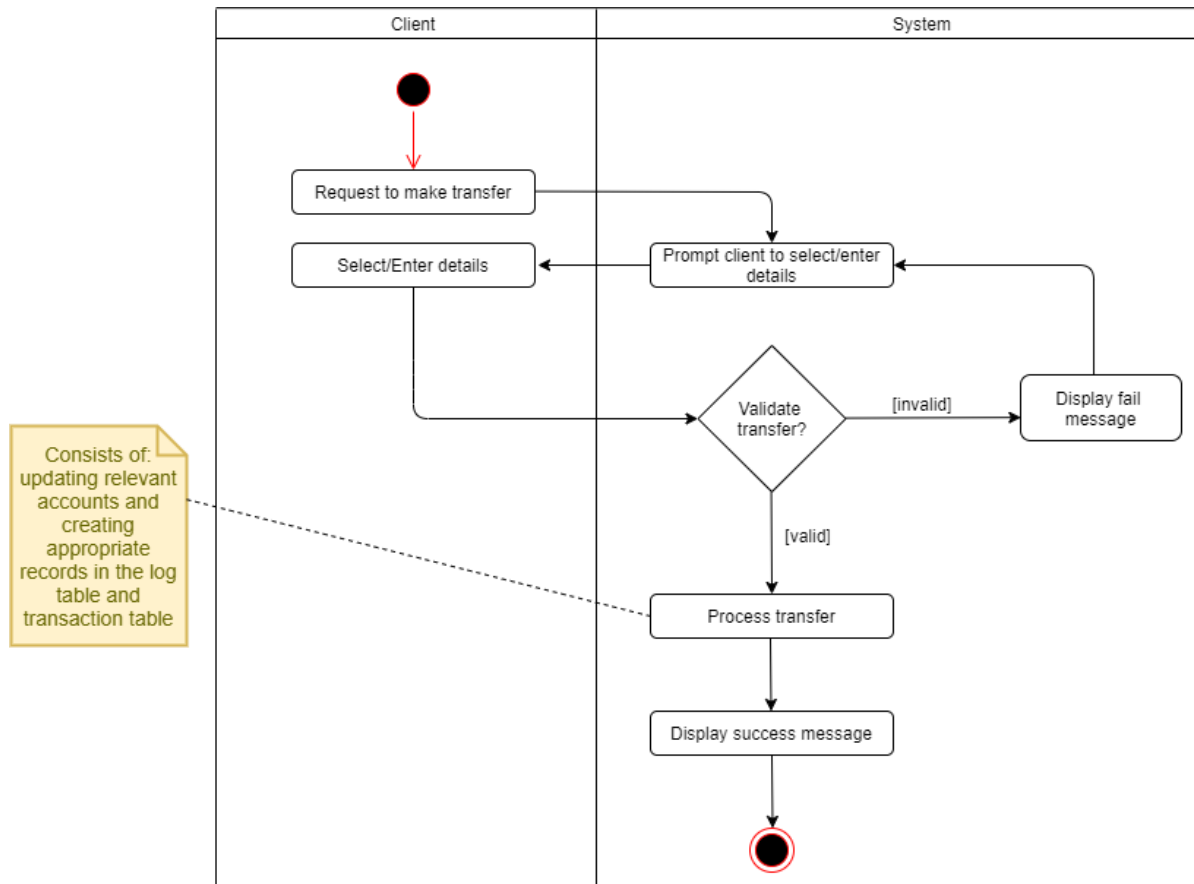 Client
System
Request to make transfer
Select/Enter details
Prompt client to select/enter
details
Validate
transfer?
[invalid]
Display fail
message
[valid]
Consists of:
updating relevant
accounts and
creating
appropriate
records in the log
table and
transaction table
Process transfer
Display success message